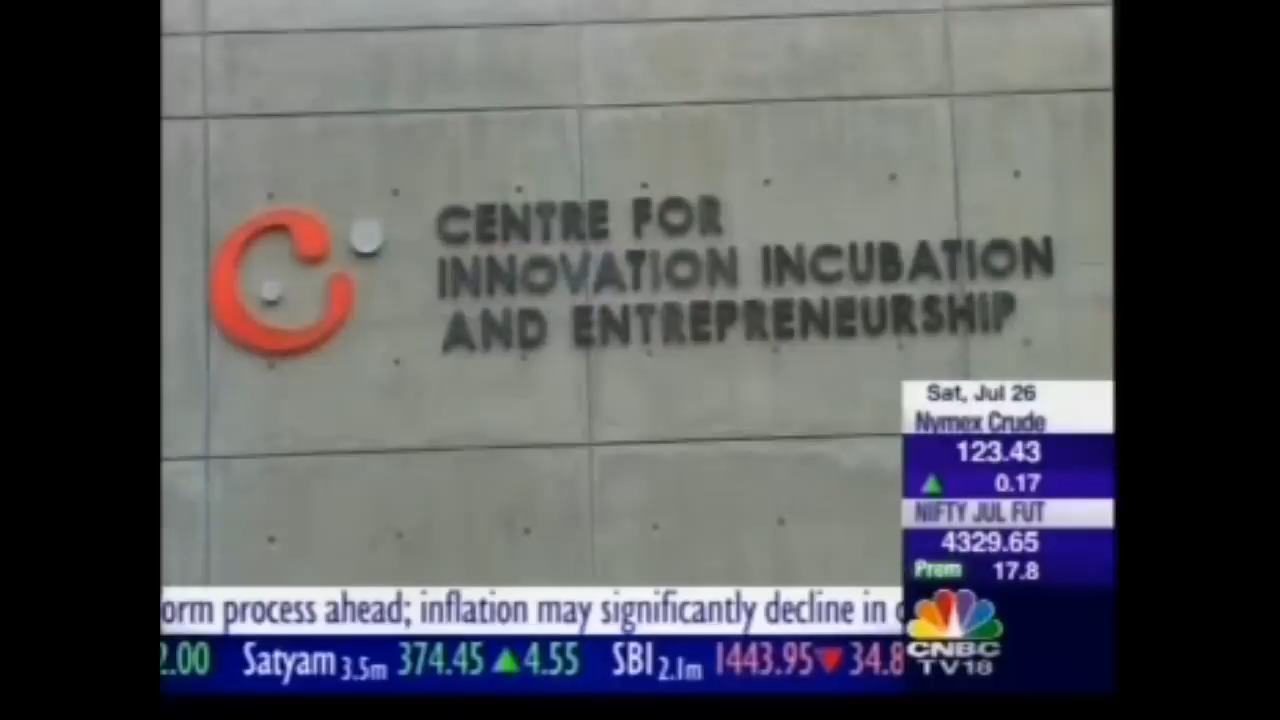 CENTRE FOR
INNOVATION INCUBATION
AND ENTREPRENEURSHIP
Sat, Jul 26
Nymex Crude
123.43
▲ 0.17
NIFTY JUL FUT
4329.65
Prem 17.8
orm process ahead; inflation may significantly decline in
2.00 Satyam 3.5m 374.45 ▲ 4.55 SBI 2.1m 1443.95 ▼ 34.8
CNBC
TV18